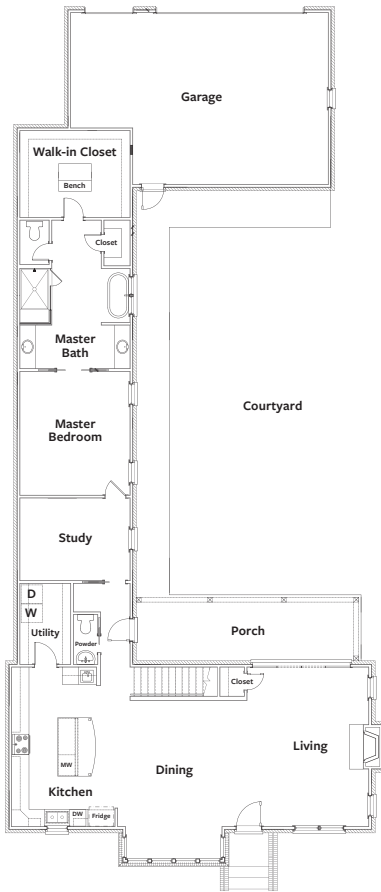 Garage
Walk-in Closet
Bench
Closet
Master
Bath
Master
Bedroom
Courtyard
Study
D
W
Utility
Powder
Porch
Closet
Living
Dining
MW
Kitchen
DW
Fridge